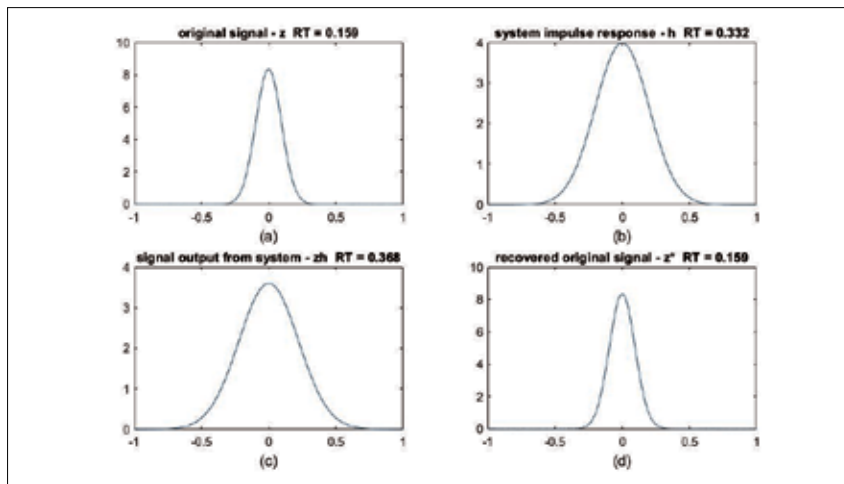 original signal - z RT = 0.159
10
8
6
4
2
0
-1 -0.5 0 0.5 1
(a)
system impulse response - h RT = 0.332
4
3
2
1
0
-1 -0.5 0 0.5 1
(b)
signal output from system - zh RT = 0.368
4
3
2
1
0
-1 -0.5 0 0.5 1
(c)
recovered original signal - z* RT = 0.159
10
8
6
4
2
0
-1 -0.5 0 0.5 1
(d)